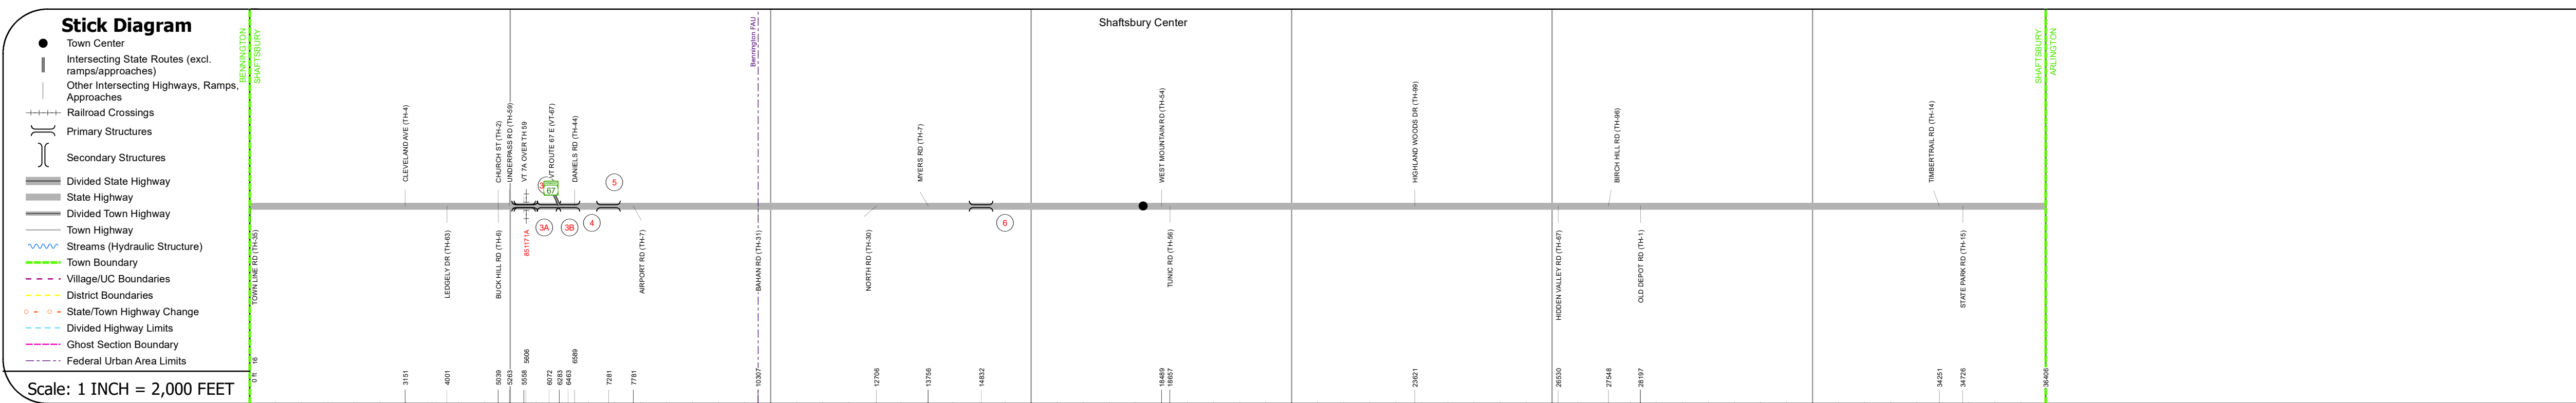 Stick Diagram
Town Center
Intersecting State Routes (excl.
ramps/approaches)
Other Intersecting Highways, Ramps,
Approaches
Railroad Crossings
Primary Structures
Secondary Structures
Divided State Highway
State Highway
Divided Town Highway
Town Highway
Streams (Hydraulic Structure)
Town Boundary
Village/UC Boundaries
District Boundaries
State/Town Highway Change
Divided Highway Limits
Ghost Section Boundary
Federal Urban Area Limits
Scale: 1 INCH = 2,000 FEET
BENNINGTON
SHAFTSBURY
Bennington FAU
Shaftsbury Center
SHAFTSBURY
ARLINGTON
CLEVELAND AVE (TH-4)
CHURCH ST (TH-2)
UNDERPASS RD (TH-59)
VT 7A OVER TH 59
VT ROUTE 67 E (VT-67)
DANIELS RD (TH-44)
MYERS RD (TH-7)
WEST MOUNTAIN RD (TH-54)
HIGHLAND WOODS DR (TH-99)
BIRCH HILL RD (TH-96)
TIMBERTRAIL RD (TH-14)
3
67
5
3A
3B
4
6
TOWN LINE RD (TH-35)
LEDGELY DR (TH-63)
BUCK HILL RD (TH-6)
851171A
AIRPORT RD (TH-7)
BAHAN RD (TH-31)
NORTH RD (TH-30)
TUNIC RD (TH-56)
HIDDEN VALLEY RD (TH-67)
OLD DEPOT RD (TH-1)
STATE PARK RD (TH-15)
0 ft
16
3151
4001
5039
5263
5558
5606
6072
6283
6463
6589
7281
7781
10307
12706
13756
14832
18489
18657
23621
26530
27548
28197
34251
34726
36406